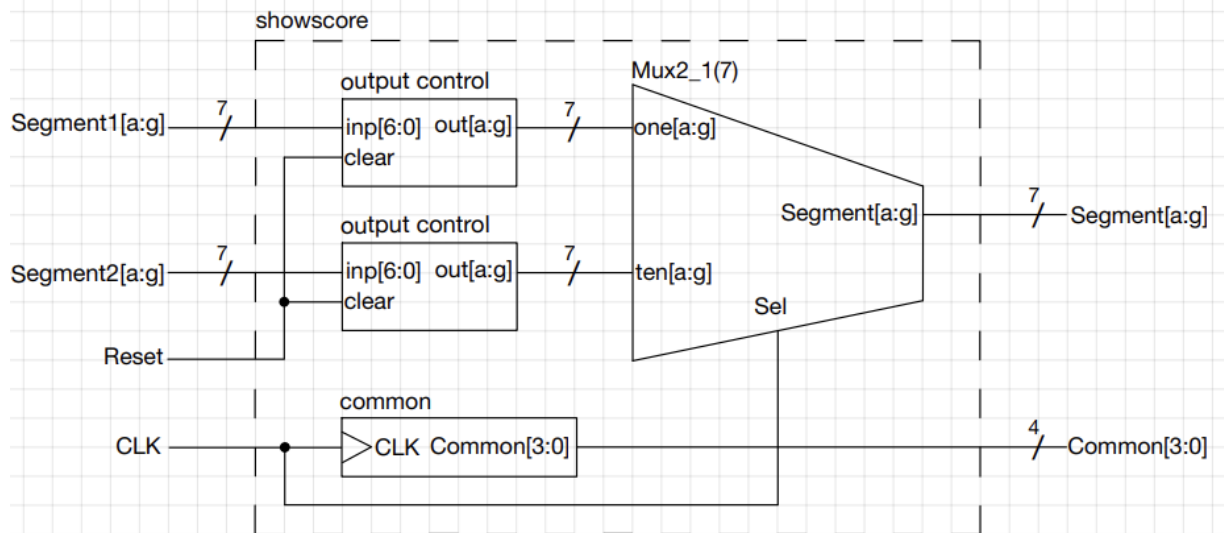 showscore
Mux2_1(7)
output control
Segment1[a:g]
7
inp[6:0]
out[a:g]
clear
7
one[a:g]
Segment[a:g]
7
Segment[a:g]
output control
Segment2[a:g]
7
inp[6:0]
out[a:g]
clear
7
ten[a:g]
Sel
Reset
common
CLK
CLK
Common[3:0]
4
Common[3:0]